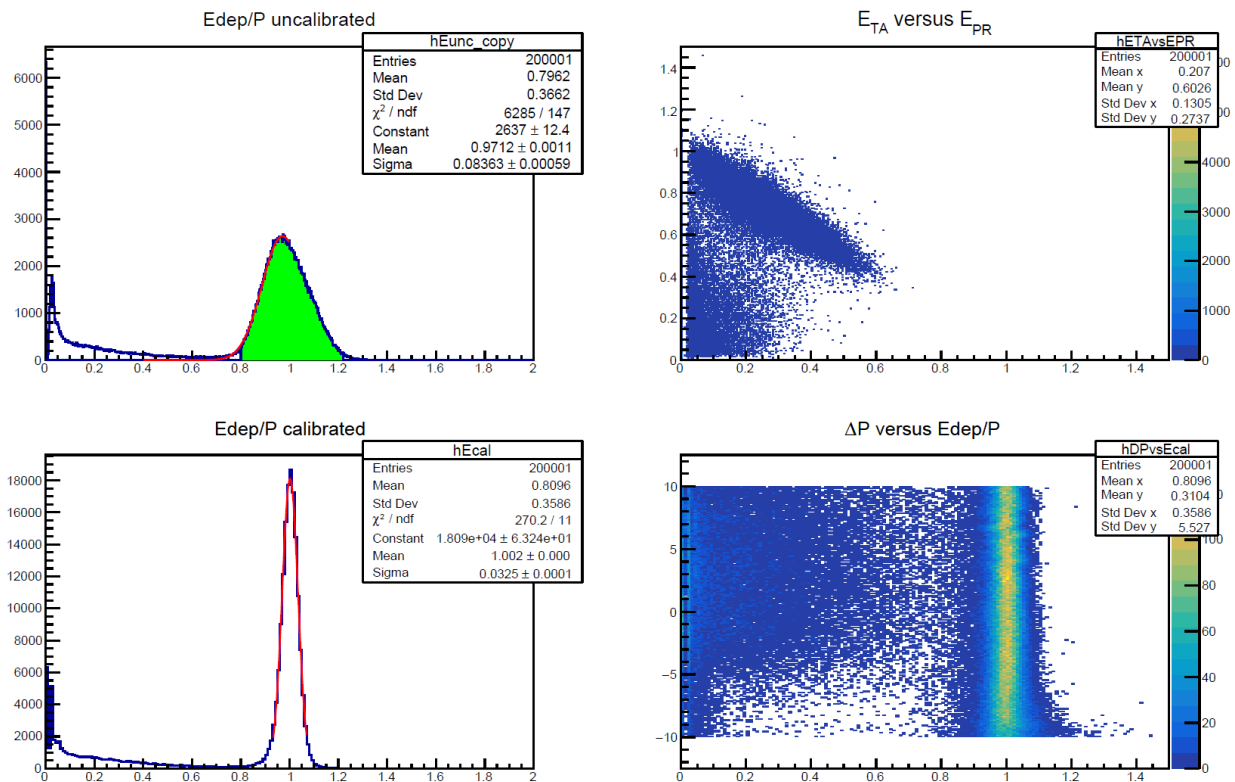 Edep/P uncalibrated
hEunc_copy
Entries 200001
Mean 0.7962
Std Dev 0.3662
χ² / ndf 6285 / 147
Constant 2637 ± 12.4
Mean 0.9712 ± 0.0011
Sigma 0.08363 ± 0.00059
6000
5000
4000
3000
2000
1000
0
0 0.2 0.4 0.6 0.8 1 1.2 1.4 1.6 1.8 2
E_TA versus E_PR
hETAvsEPR
Entries 200001
Mean x 0.207
Mean y 0.6026
Std Dev x 0.1305
Std Dev y 0.2737
1.4
1.2
1
0.8
0.6
0.4
0.2
0
0 0.2 0.4 0.6 0.8 1 1.2 1.4
4000
3000
2000
1000
0
Edep/P calibrated
hEcal
Entries 200001
Mean 0.8096
Std Dev 0.3586
χ² / ndf 270.2 / 11
Constant 1.809e+04 ± 6.324e+01
Mean 1.002 ± 0.000
Sigma 0.0325 ± 0.0001
18000
16000
14000
12000
10000
8000
6000
4000
2000
0
0 0.2 0.4 0.6 0.8 1 1.2 1.4 1.6 1.8 2
ΔP versus Edep/P
hDPvsEcal
Entries 200001
Mean x 0.8096
Mean y 0.3104
Std Dev x 0.3586
Std Dev y 5.527
10
5
0
−5
−10
0 0.2 0.4 0.6 0.8 1 1.2 1.4
100
80
60
40
20
0